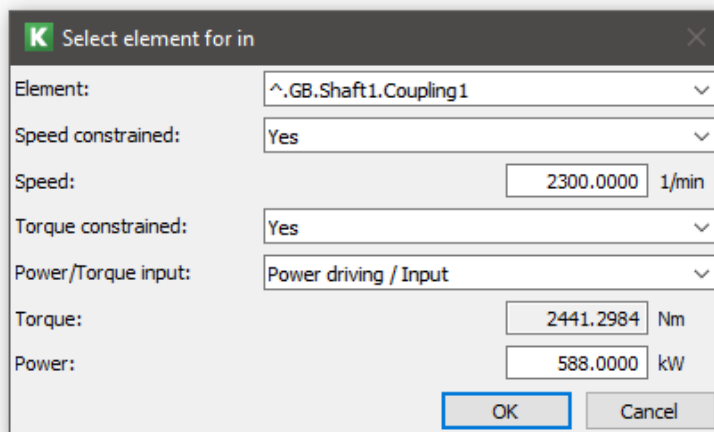 K Select element for in
Element: ^.GB.Shaft1.Coupling1
Speed constrained: Yes
Speed: 2300.0000 1/min
Torque constrained: Yes
Power/Torque input: Power driving / Input
Torque: 2441.2984 Nm
Power: 588.0000 kW
OK Cancel